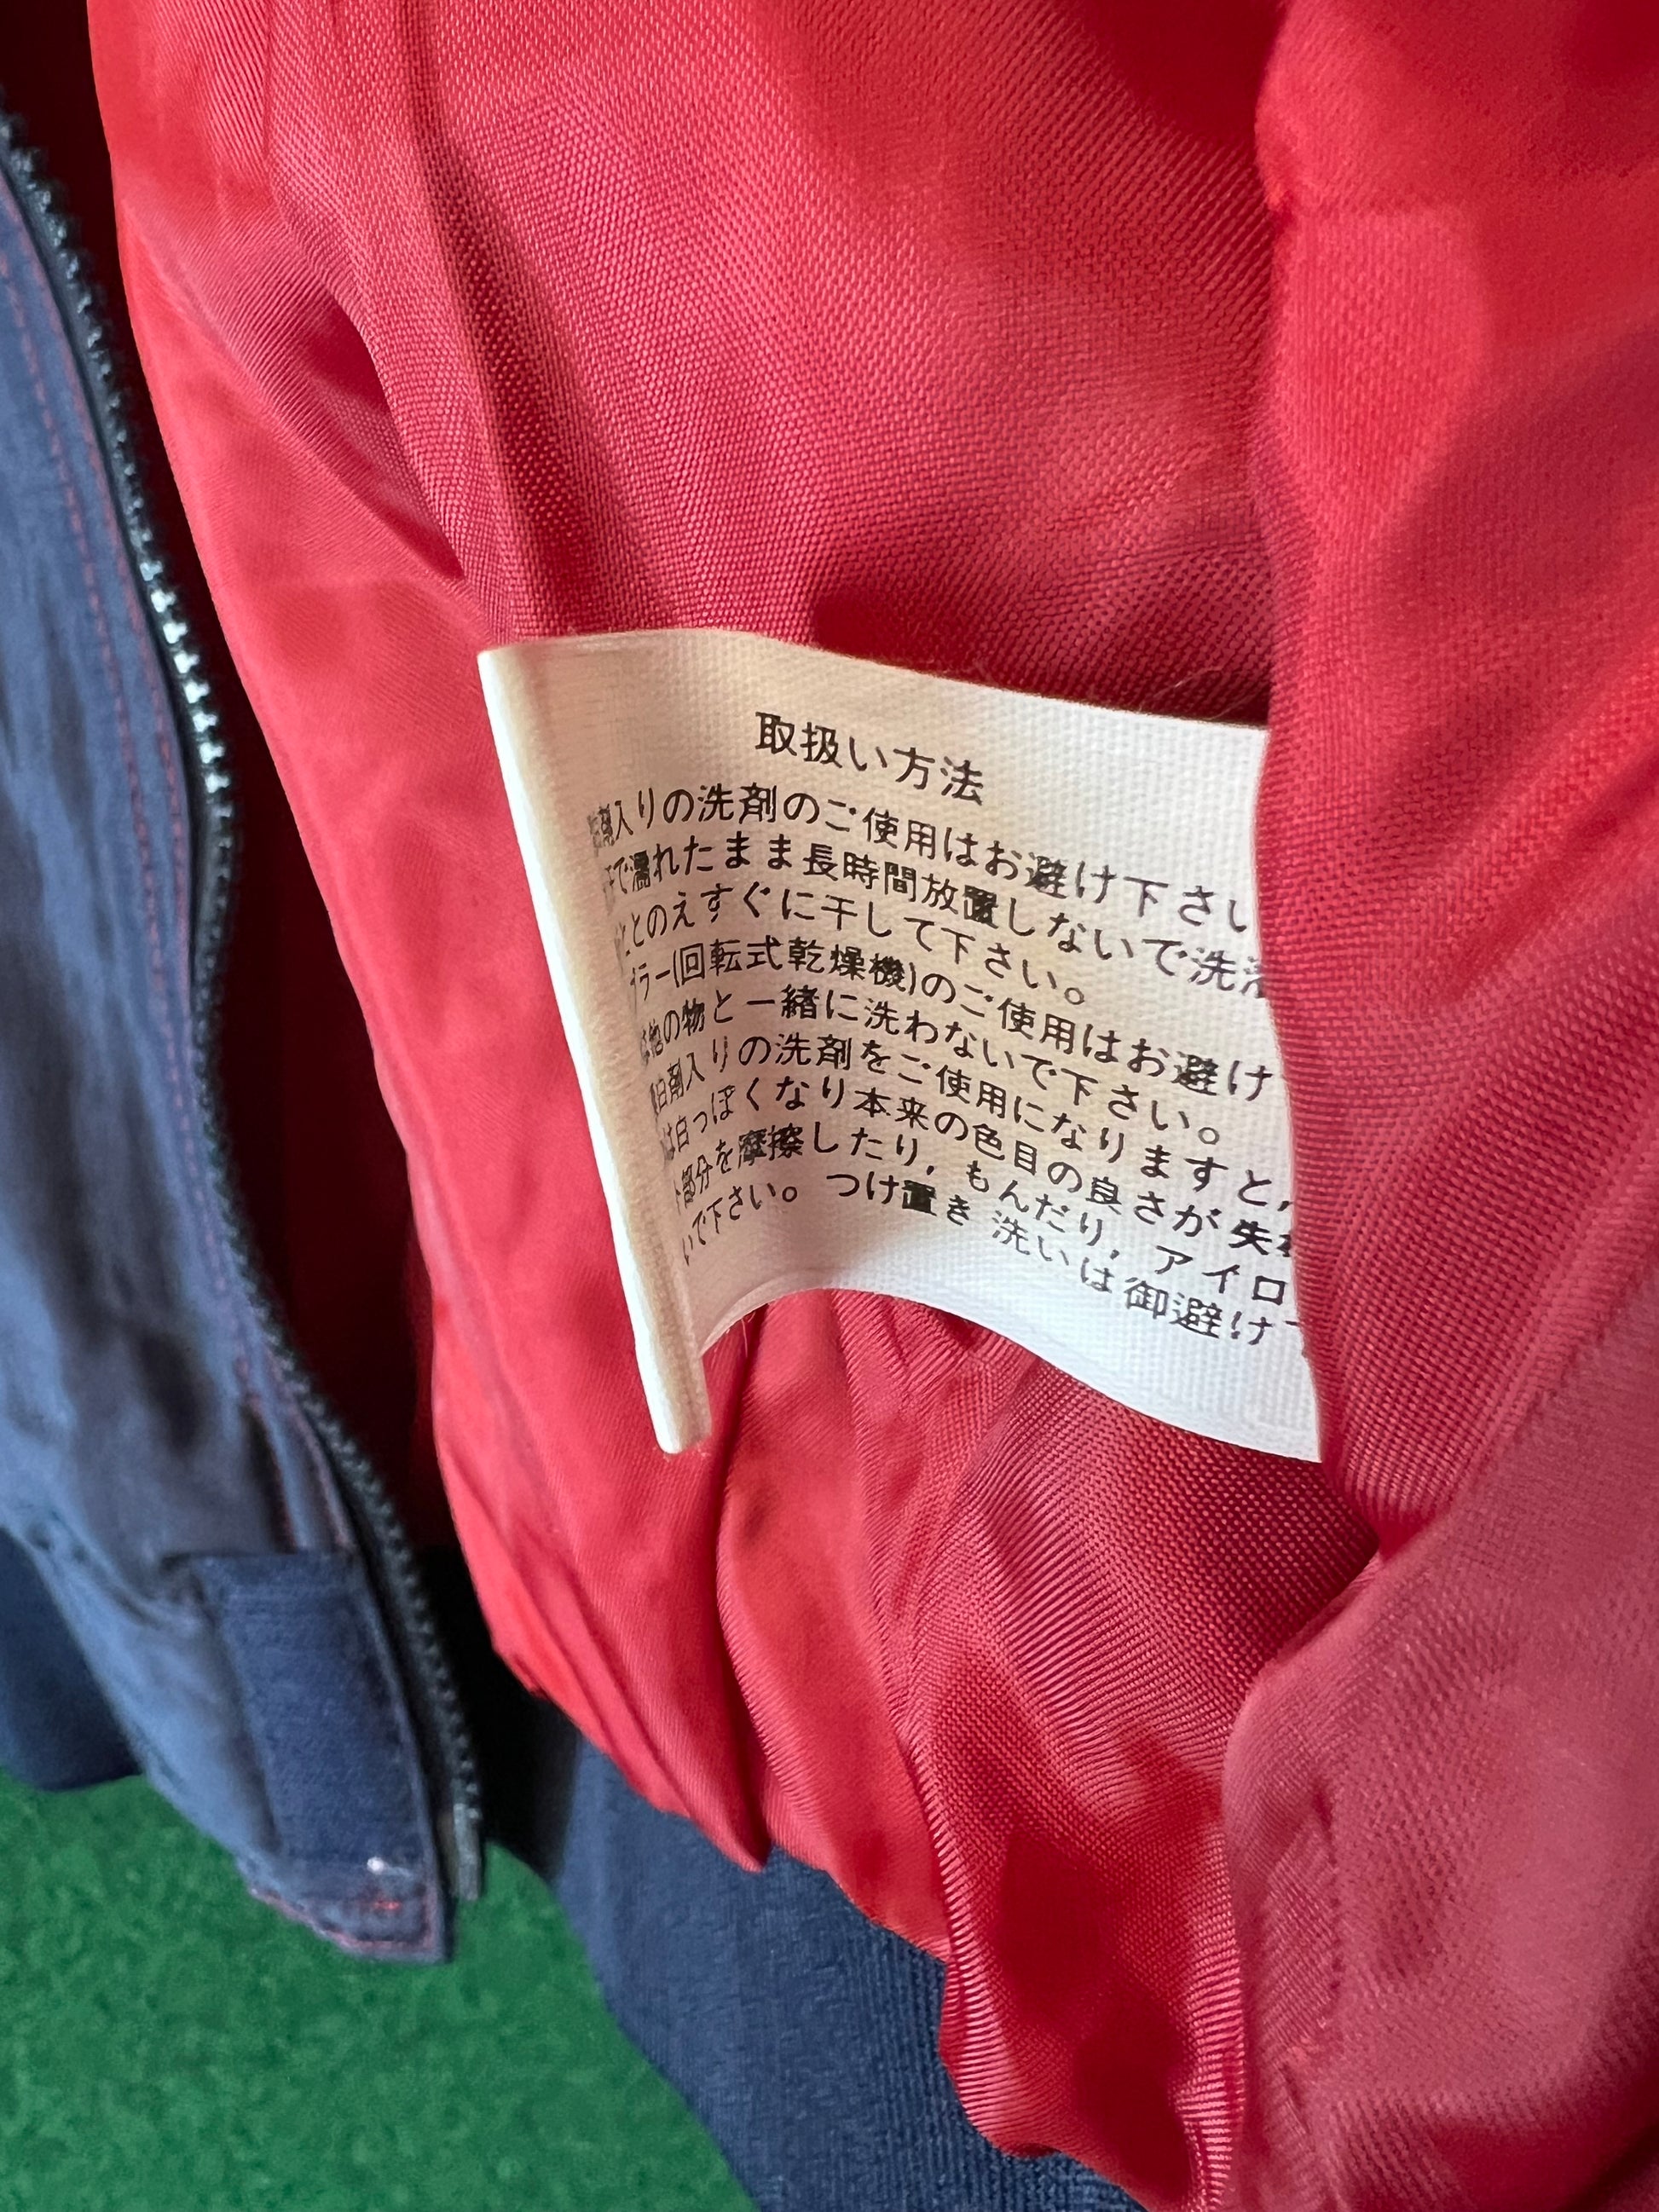 取扱い方法
剤入りの洗剤のご使用はお避け下さい
で濡れたまま長時間放置しないで洗濯
ととのえすぐに干して下さい。
ラー(回転式乾燥機)のご使用はお避け
他の物と一緒に洗わないで下さい。
白剤入りの洗剤をご使用になりますと,
は白っぽくなり本来の色目の良さが失わ
ト部分を摩擦したり,もんだり,アイロ
いで下さい。つけ置き洗いは御避け